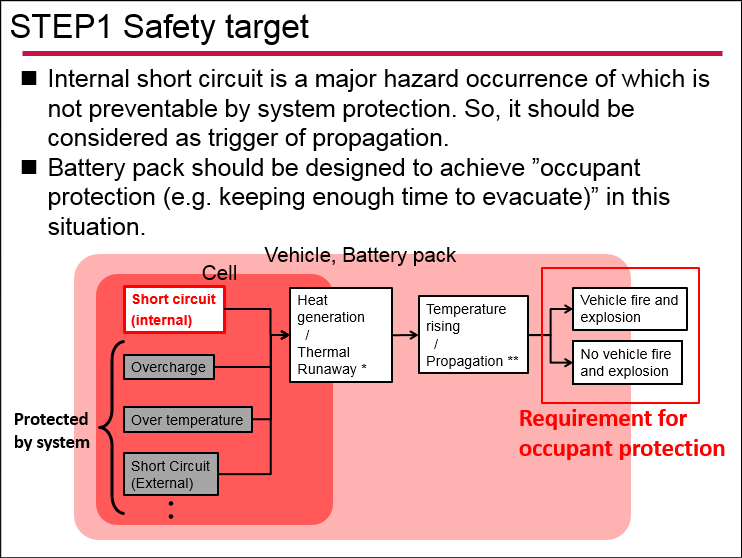 STEP1 Safety target
■ Internal short circuit is a major hazard occurrence of which is
not preventable by system protection. So, it should be
considered as trigger of propagation.
■ Battery pack should be designed to achieve ”occupant
protection (e.g. keeping enough time to evacuate)” in this
situation.
Vehicle, Battery pack
Cell
Short circuit
(internal)
Overcharge
Over temperature
Short Circuit
(External)
Protected
by system
Heat
generation
/
Thermal
Runaway *
Temperature
rising
/
Propagation **
Vehicle fire and
explosion
No vehicle fire
and explosion
Requirement for
occupant protection